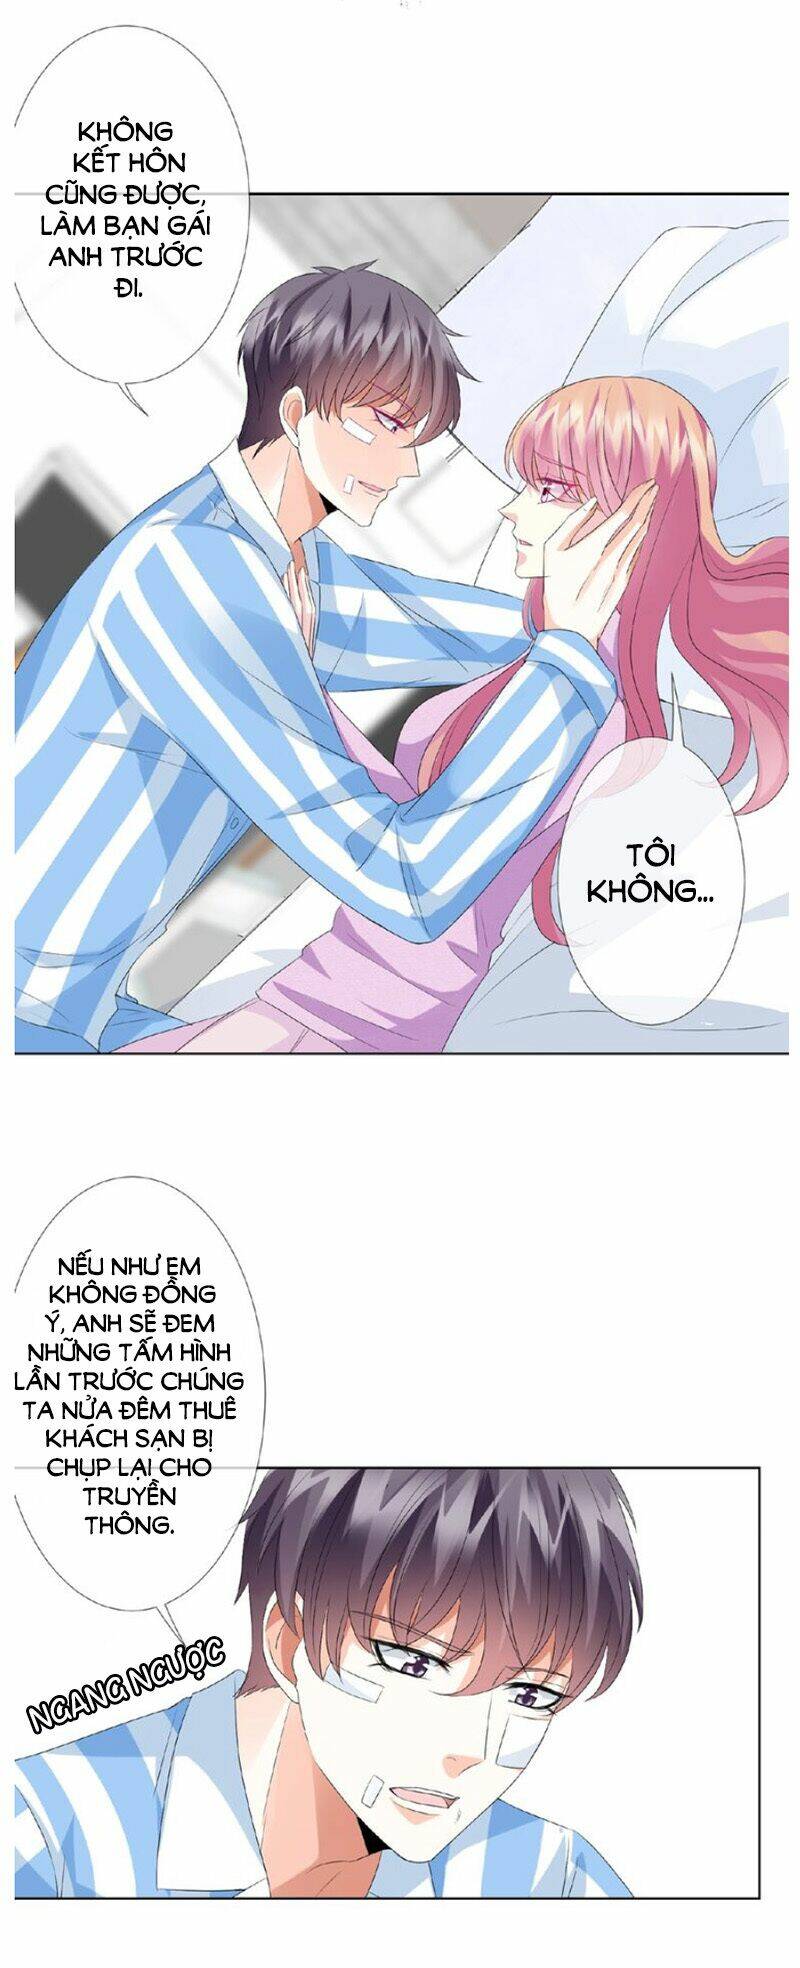 KHÔNG
KẾT HÔN
CŨNG ĐƯỢC,
LÀM BẠN GÁI
ANH TRƯỚC
ĐI.
TÔI
KHÔNG...
NẾU NHƯ EM
KHÔNG ĐỒNG
Ý, ANH SẼ ĐEM
NHỮNG TẤM HÌNH
LẦN TRƯỚC CHÚNG
TA NỬA ĐÊM THUÊ
KHÁCH SẠN BỊ
CHỤP LẠI CHO
TRUYỀN
THÔNG.
NGANG NGƯỢC